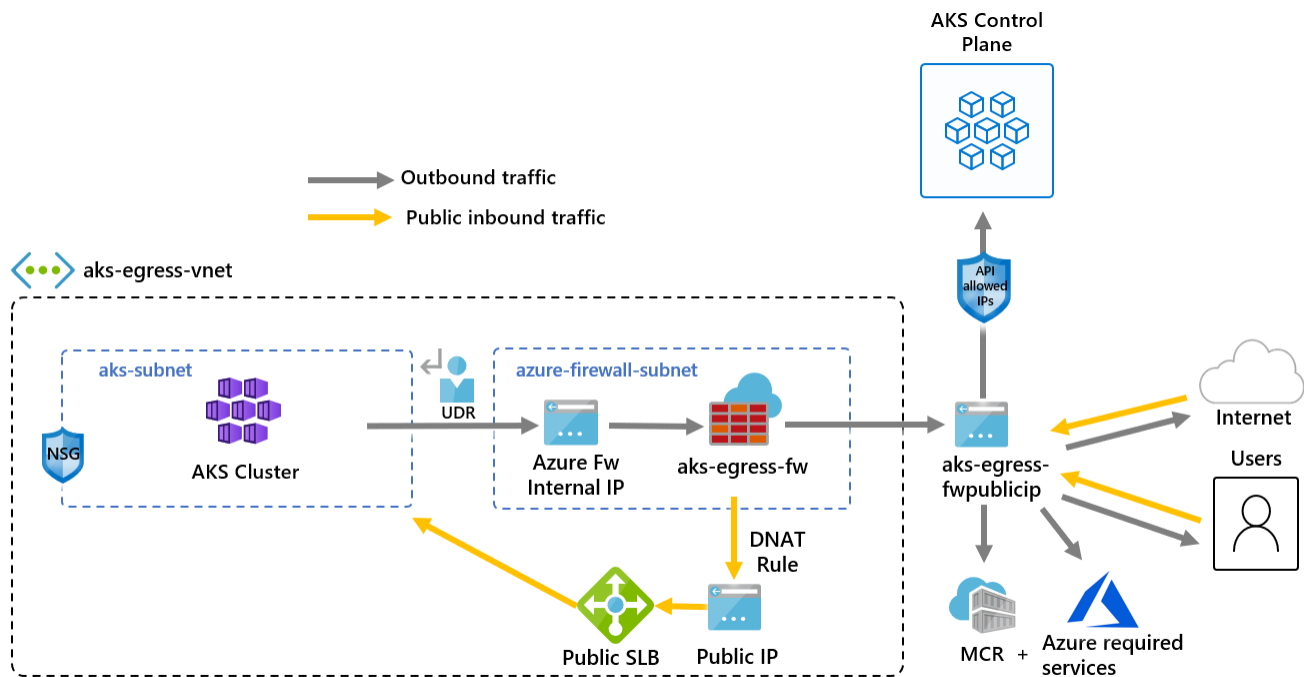 AKS Control
Plane
Outbound traffic
Public inbound traffic
aks-egress-vnet
API
allowed
IPs
aks-subnet
azure-firewall-subnet
UDR
Internet
NSG
AKS Cluster
Azure Fw
Internal IP
aks-egress-fw
aks-egress-
fwpublicip
Users
DNAT
Rule
Public SLB
Public IP
MCR +
Azure required
services